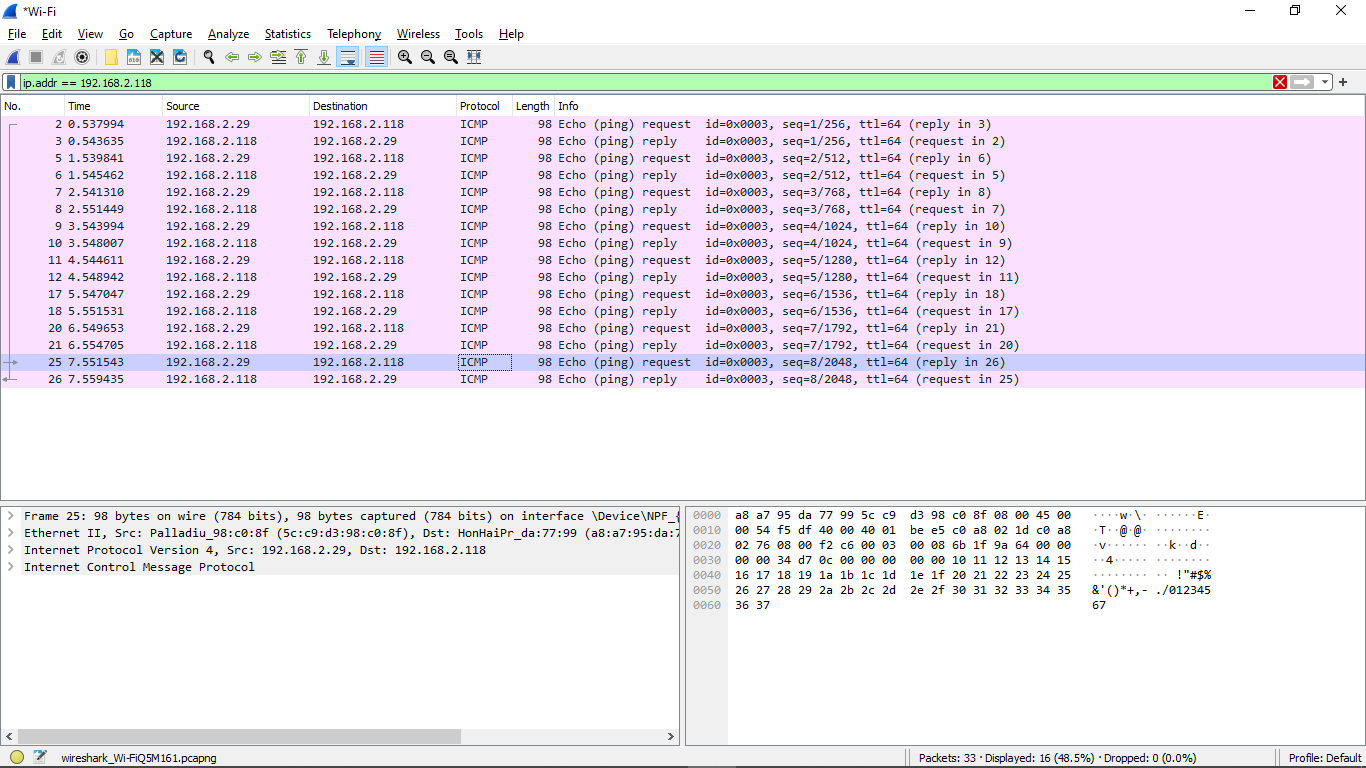 *Wi-Fi
File Edit View Go Capture Analyze Statistics Telephony Wireless Tools Help
ip.addr == 192.168.2.118
No. Time Source Destination Protocol Length Info
2 0.537994 192.168.2.29 192.168.2.118 ICMP 98 Echo (ping) request id=0x0003, seq=1/256, ttl=64 (reply in 3)
3 0.543635 192.168.2.118 192.168.2.29 ICMP 98 Echo (ping) reply id=0x0003, seq=1/256, ttl=64 (request in 2)
5 1.539841 192.168.2.29 192.168.2.118 ICMP 98 Echo (ping) request id=0x0003, seq=2/512, ttl=64 (reply in 6)
6 1.545462 192.168.2.118 192.168.2.29 ICMP 98 Echo (ping) reply id=0x0003, seq=2/512, ttl=64 (request in 5)
7 2.541310 192.168.2.29 192.168.2.118 ICMP 98 Echo (ping) request id=0x0003, seq=3/768, ttl=64 (reply in 8)
8 2.551449 192.168.2.118 192.168.2.29 ICMP 98 Echo (ping) reply id=0x0003, seq=3/768, ttl=64 (request in 7)
9 3.543994 192.168.2.29 192.168.2.118 ICMP 98 Echo (ping) request id=0x0003, seq=4/1024, ttl=64 (reply in 10)
10 3.548007 192.168.2.118 192.168.2.29 ICMP 98 Echo (ping) reply id=0x0003, seq=4/1024, ttl=64 (request in 9)
11 4.544611 192.168.2.29 192.168.2.118 ICMP 98 Echo (ping) request id=0x0003, seq=5/1280, ttl=64 (reply in 12)
12 4.548942 192.168.2.118 192.168.2.29 ICMP 98 Echo (ping) reply id=0x0003, seq=5/1280, ttl=64 (request in 11)
17 5.547047 192.168.2.29 192.168.2.118 ICMP 98 Echo (ping) request id=0x0003, seq=6/1536, ttl=64 (reply in 18)
18 5.551531 192.168.2.118 192.168.2.29 ICMP 98 Echo (ping) reply id=0x0003, seq=6/1536, ttl=64 (request in 17)
20 6.549653 192.168.2.29 192.168.2.118 ICMP 98 Echo (ping) request id=0x0003, seq=7/1792, ttl=64 (reply in 21)
21 6.554705 192.168.2.118 192.168.2.29 ICMP 98 Echo (ping) reply id=0x0003, seq=7/1792, ttl=64 (request in 20)
25 7.551543 192.168.2.29 192.168.2.118 ICMP 98 Echo (ping) request id=0x0003, seq=8/2048, ttl=64 (reply in 26)
26 7.559435 192.168.2.118 192.168.2.29 ICMP 98 Echo (ping) reply id=0x0003, seq=8/2048, ttl=64 (request in 25)
Frame 25: 98 bytes on wire (784 bits), 98 bytes captured (784 bits) on interface \Device\NPF_{
Ethernet II, Src: Palladiu_98:c0:8f (5c:c9:d3:98:c0:8f), Dst: HonHaiPr_da:77:99 (a8:a7:95:da:7
Internet Protocol Version 4, Src: 192.168.2.29, Dst: 192.168.2.118
Internet Control Message Protocol
0000 a8 a7 95 da 77 99 5c c9 d3 98 c0 8f 08 00 45 00 ····w·\· ······E·
0010 00 54 f5 df 40 00 40 01 be e5 c0 a8 02 1d c0 a8 ·T··@·@· ········
0020 02 76 08 00 f2 c6 00 03 00 08 6b 1f 9a 64 00 00 ·v······ ··k··d··
0030 00 00 34 d7 0c 00 00 00 00 00 10 11 12 13 14 15 ··4····· ········
0040 16 17 18 19 1a 1b 1c 1d 1e 1f 20 21 22 23 24 25 ········ ·· !"#$%
0050 26 27 28 29 2a 2b 2c 2d 2e 2f 30 31 32 33 34 35 &'()*+,- ./012345
0060 36 37 67
wireshark_Wi-FiQ5M161.pcapng
Packets: 33 · Displayed: 16 (48.5%) · Dropped: 0 (0.0%)
Profile: Default